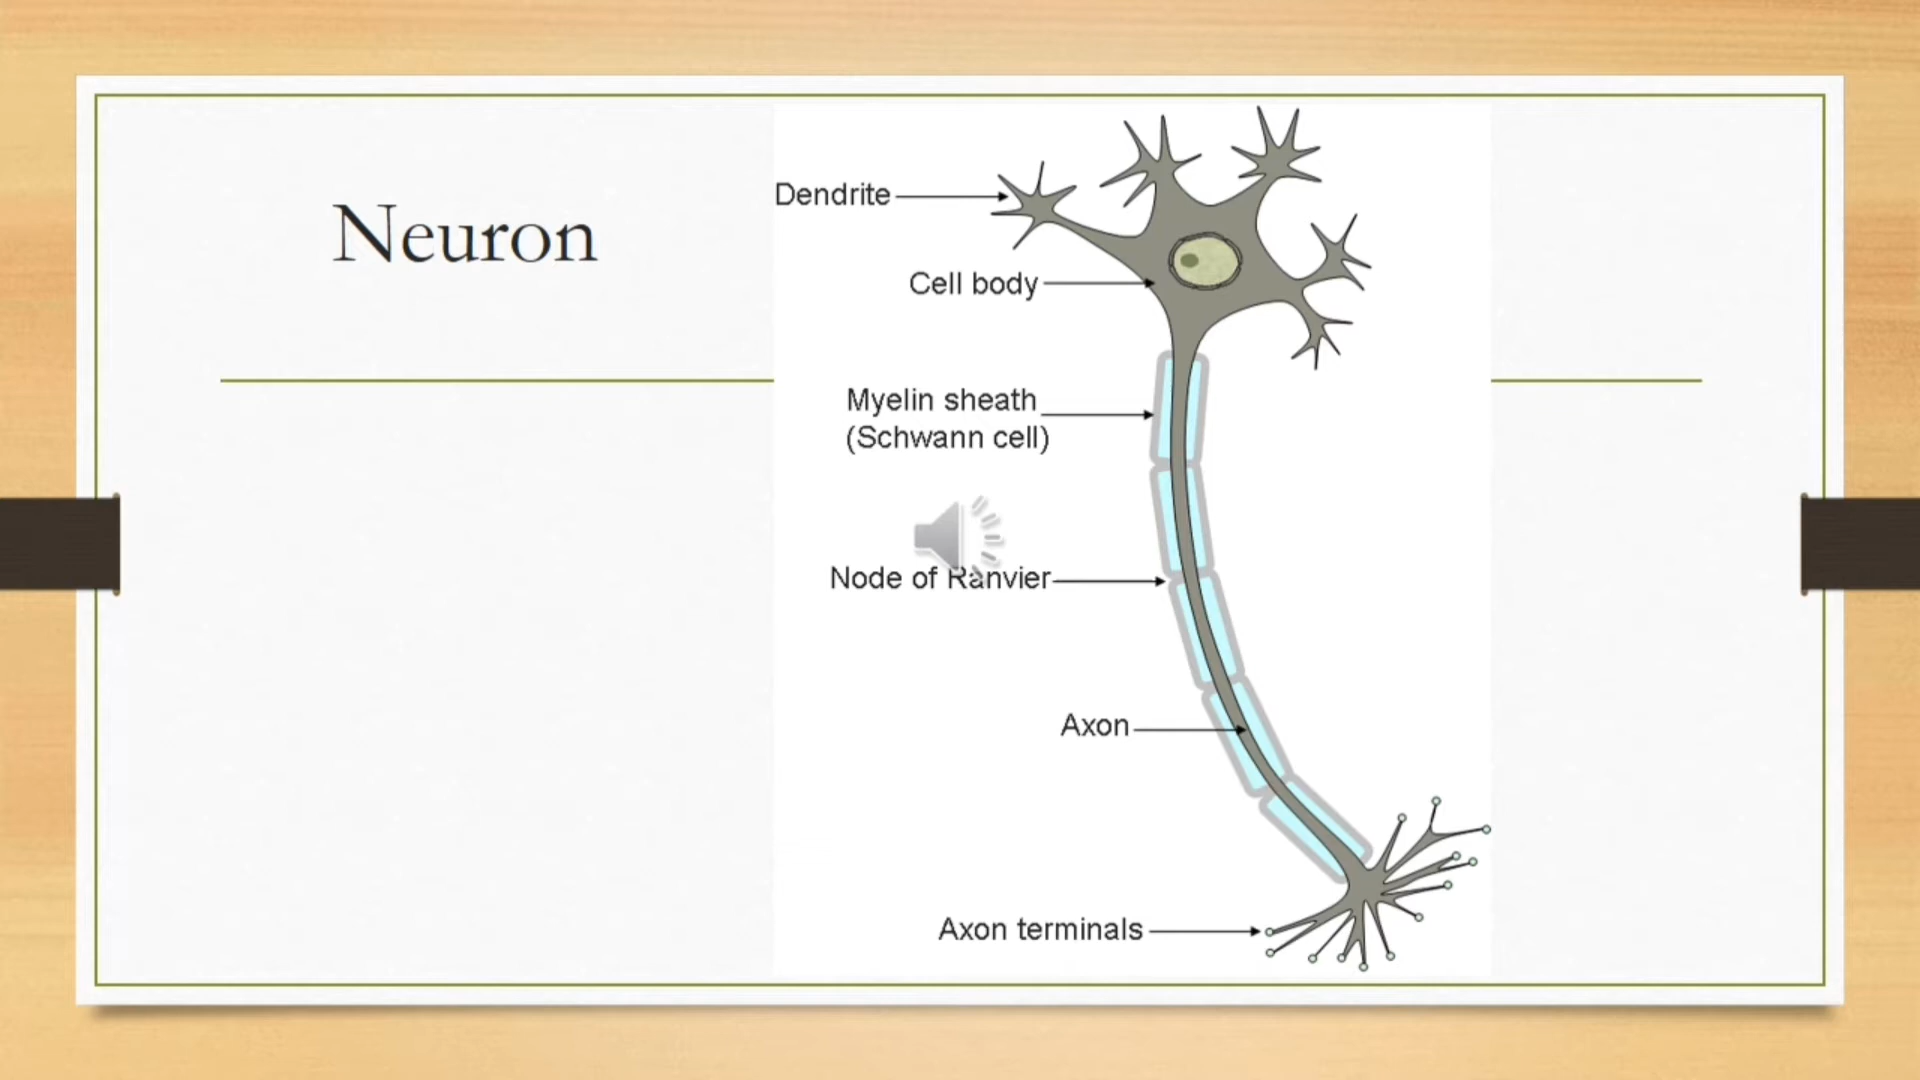 Neuron
Dendrite
Cell body
Myelin sheath
(Schwann cell)
Node of Ranvier
Axon
Axon terminals